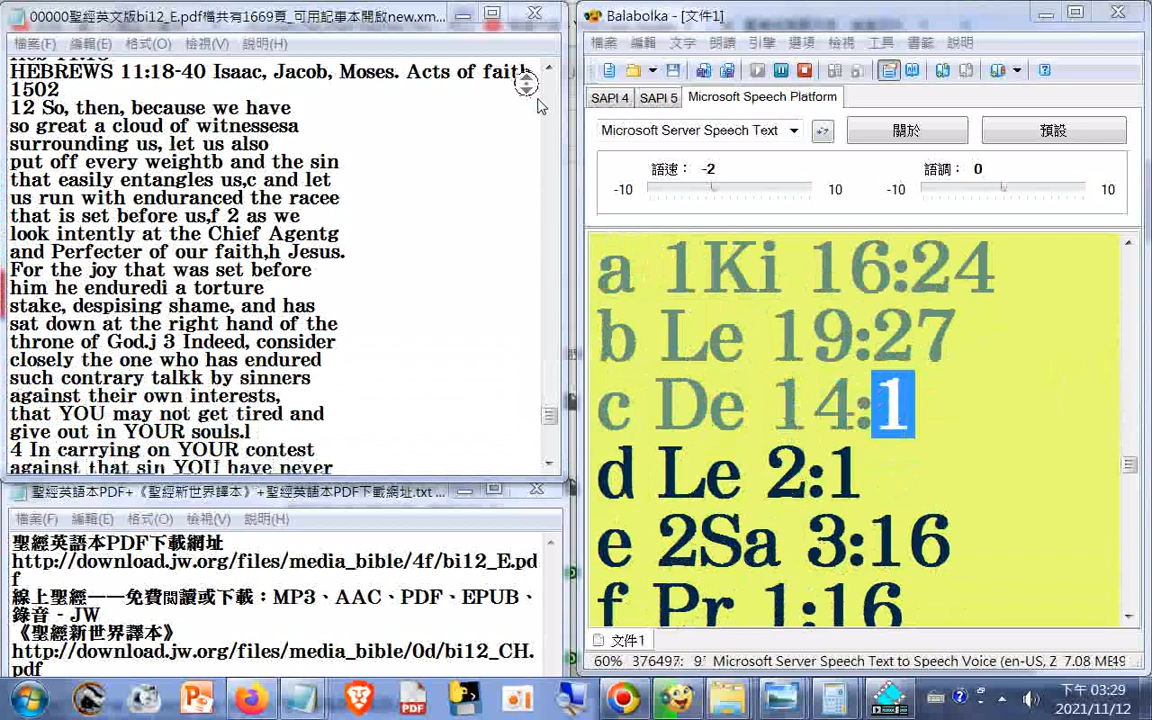 00000聖經英文版bi12_E.pdf檔共有1669頁_可用記事本開啟new.xm...
檔案(F) 編輯(E) 格式(O) 檢視(V) 說明(H)
HEBREWS 11:18-40 Isaac, Jacob, Moses. Acts of faith
1502
12 So, then, because we have
so great a cloud of witnessesa
surrounding us, let us also
put off every weightb and the sin
that easily entangles us,c and let
us run with enduranced the racee
that is set before us,f 2 as we
look intently at the Chief Agentg
and Perfecter of our faith,h Jesus.
For the joy that was set before
him he enduredi a torture
stake, despising shame, and has
sat down at the right hand of the
throne of God.j 3 Indeed, consider
closely the one who has endured
such contrary talkk by sinners
against their own interests,
that YOU may not get tired and
give out in YOUR souls.l
4 In carrying on YOUR contest
against that sin YOU have never
聖經英語本PDF+《聖經新世界譯本》+聖經英語本PDF下載網址.txt ...
檔案(F) 編輯(E) 格式(O) 檢視(V) 說明(H)
聖經英語本PDF下載網址
http://download.jw.org/files/media_bible/4f/bi12_E.pd
f
線上聖經——免費閱讀或下載：MP3、AAC、PDF、EPUB、
錄音 - JW
《聖經新世界譯本》
http://download.jw.org/files/media_bible/0d/bi12_CH.
pdf
Balabolka - [文件1]
檔案 編輯 文字 朗讀 引擎 選項 檢視 工具 書籤 說明
SAPI 4 SAPI 5 Microsoft Speech Platform
Microsoft Server Speech Text 關於 預設
語速： -2 語調： 0
-10 10 -10 10
a 1Ki 16:24
b Le 19:27
c De 14:1
d Le 2:1
e 2Sa 3:16
f Pr 1:16
文件1
60% 376497: 9 Microsoft Server Speech Text to Speech Voice (en-US, Z 7.08 ME
下午 03:29
2021/11/12